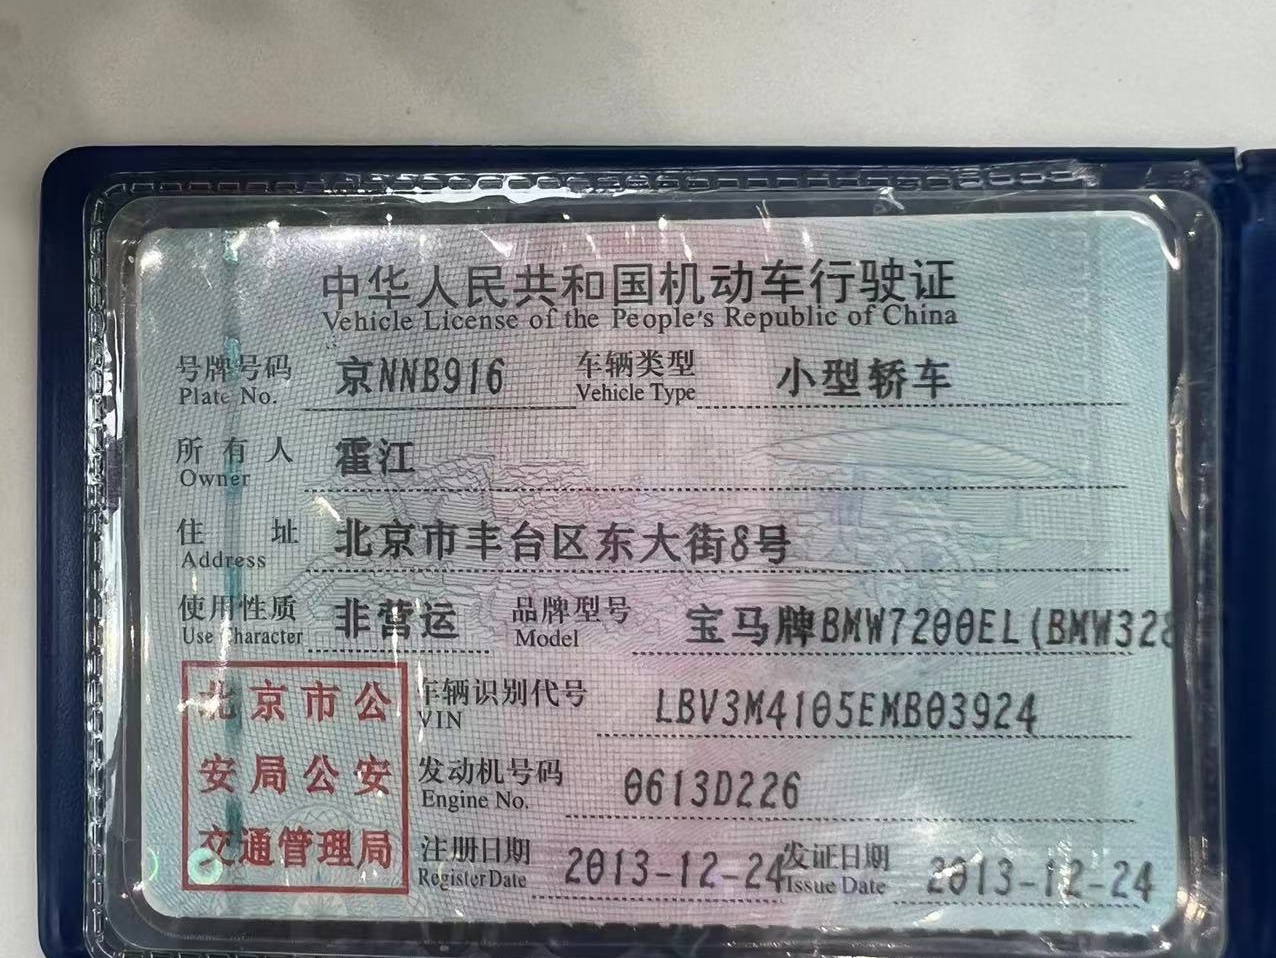 中华人民共和国机动车行驶证
Vehicle License of the People's Republic of China
号牌号码 京NNB916 车辆类型 小型轿车
Plate No. Vehicle Type
所有人 霍江
Owner
住址 北京市丰台区东大街8号
Address
使用性质 非营运 品牌型号 宝马牌BMW7200EL(BMW328
Use Character Model
北京市公 车辆识别代号 LBV3M4105EMB03924
VIN
安局公安 发动机号码 0613D226
Engine No.
交通管理局 注册日期 2013-12-24 发证日期 2013-12-24
Register Date Issue Date